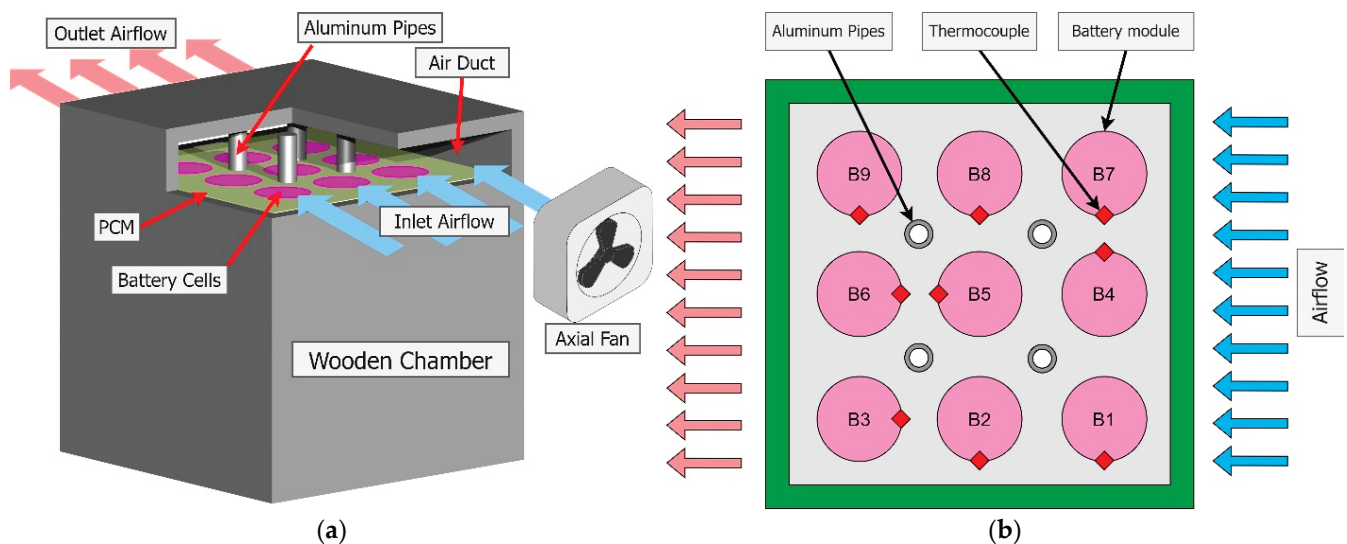 Outlet Airflow
Aluminum Pipes
Air Duct
PCM
Inlet Airflow
Battery Cells
Axial Fan
Wooden Chamber
(a)
Aluminum Pipes
Thermocouple
Battery module
B9
B8
B7
B6
B5
B4
B3
B2
B1
Airflow
(b)